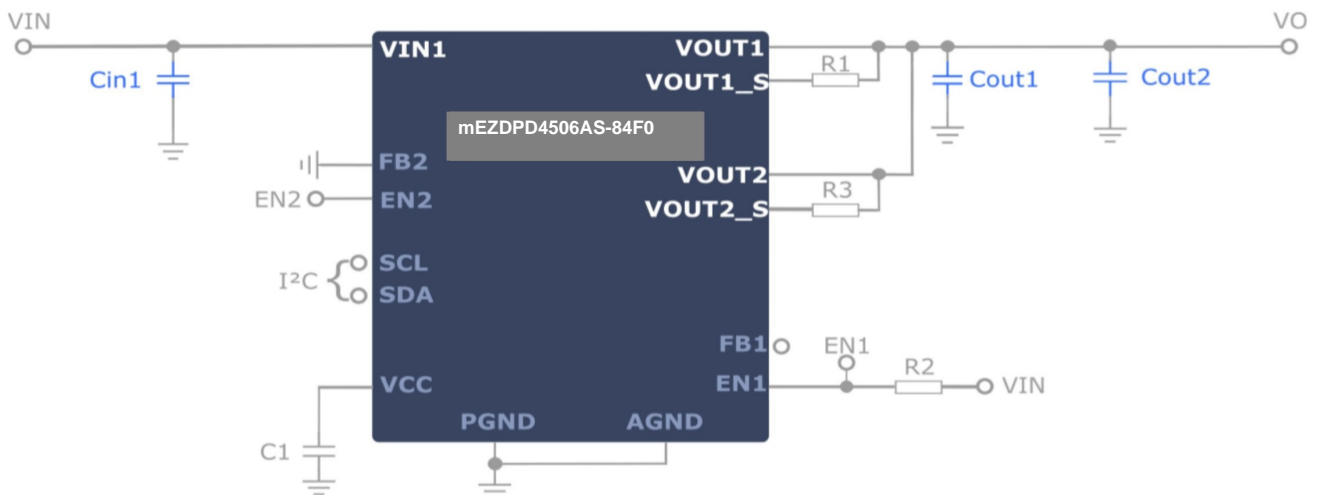 VIN
VO
VIN1
VOUT1
Cin1
R1
VOUT1_S
Cout1
Cout2
mEZDPD4506AS-84F0
FB2
VOUT2
EN2
EN2
R3
VOUT2_S
SCL
I²C
SDA
FB1
EN1
VCC
EN1
R2
VIN
PGND
AGND
C1